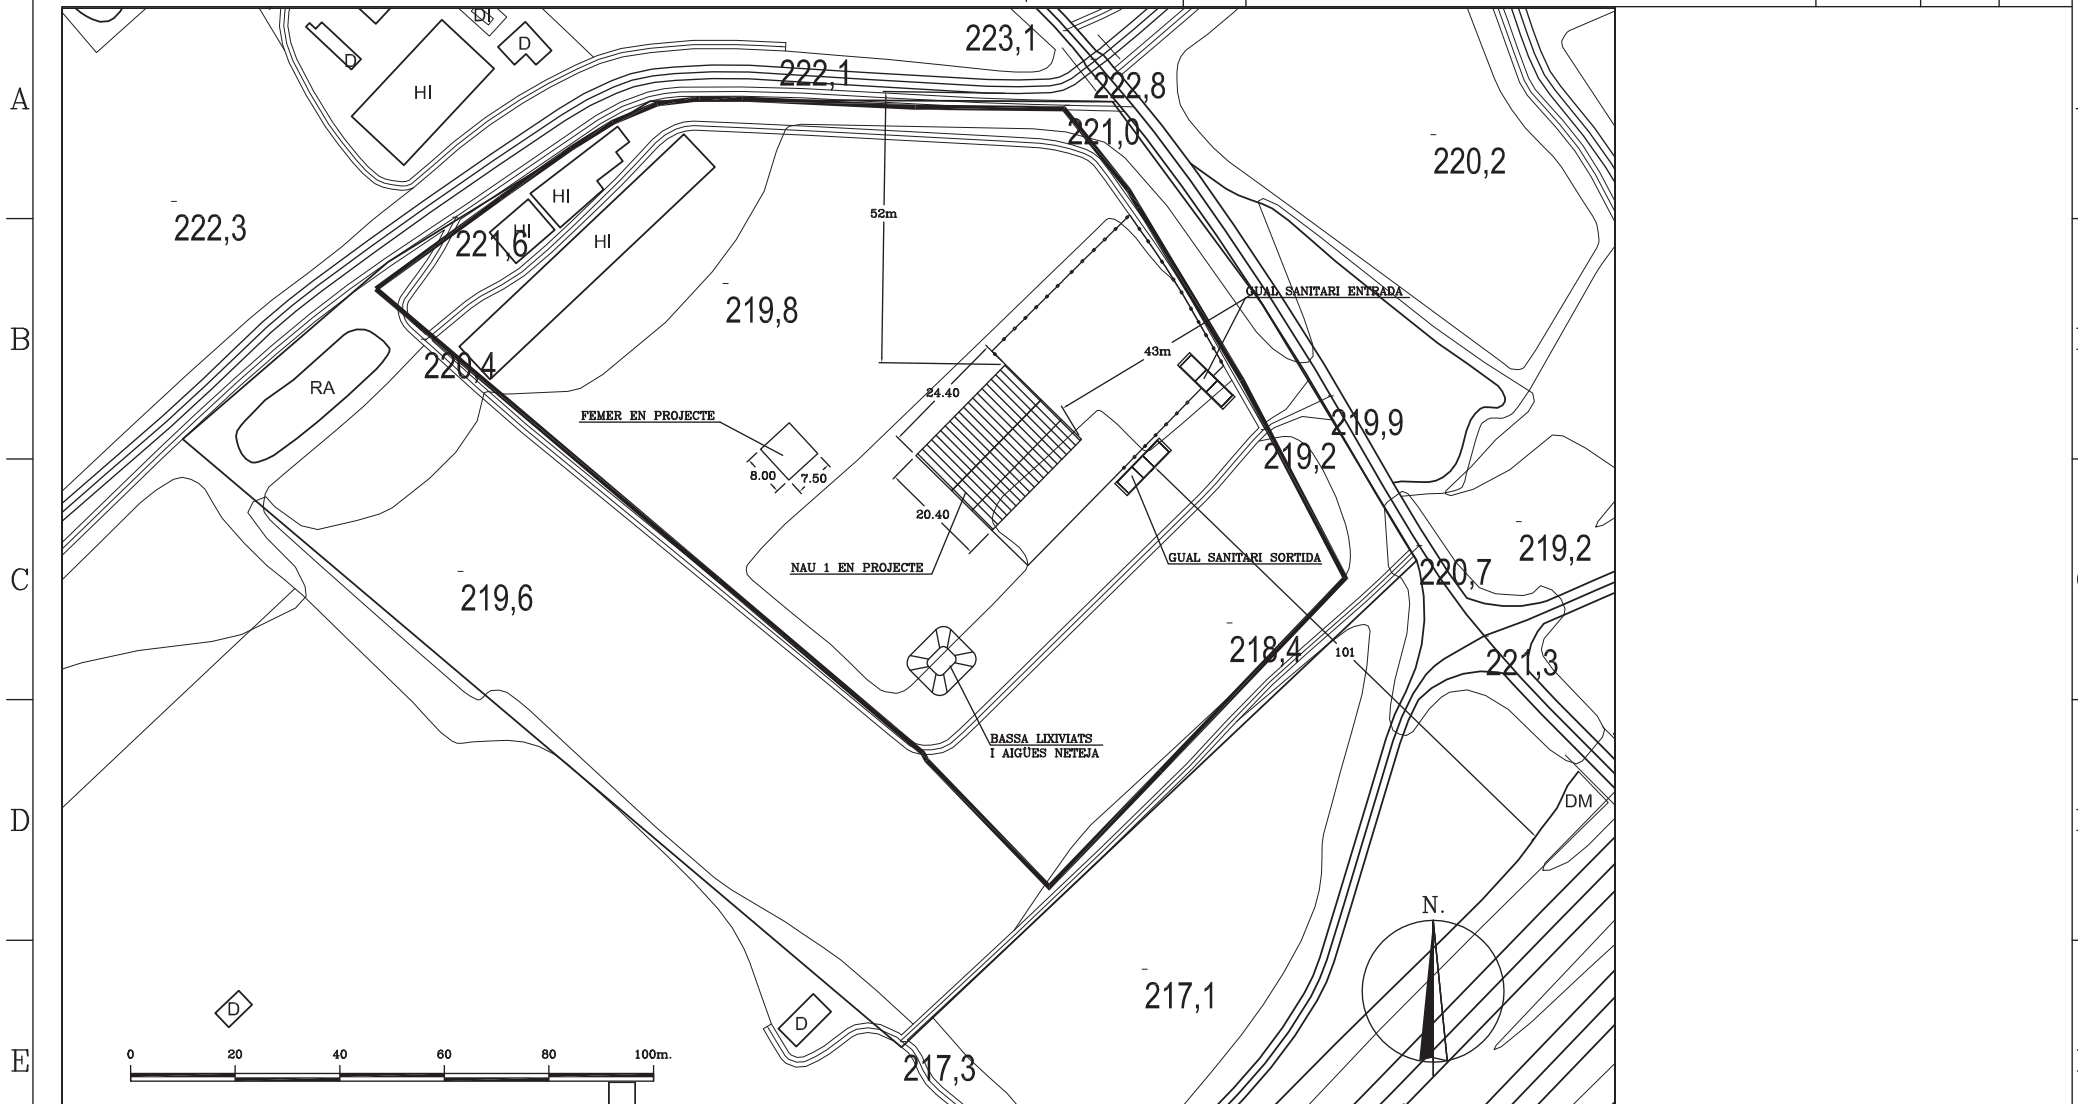 DI
D
D
HI
223,1
222,1
222,8
A
221,0
220,2
HI
52m
222,3
HI
221,6
HI
GUAL SANITARI ENTRADA
219,8
B
43m
220,4
RA
24.40
FEMER EN PROJECTE
219,9
219,2
8.00
7.50
20.40
219,2
GUAL SANITARI SORTIDA
NAU 1 EN PROJECTE
C
220,7
219,6
218,4
101
221,3
BASSA LIXIVIATS
I AIGÜES NETEJA
DM
D
N.
217,1
D
D
0 20 40 60 80 100m.
E
217,3